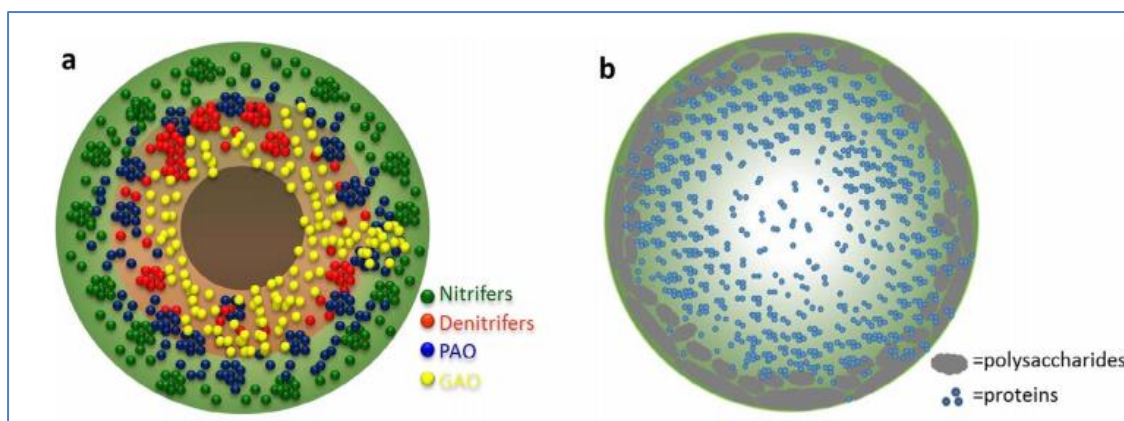 a
Nitrifers
Denitrifers
PAO
GAO
b
=polysaccharides
=proteins